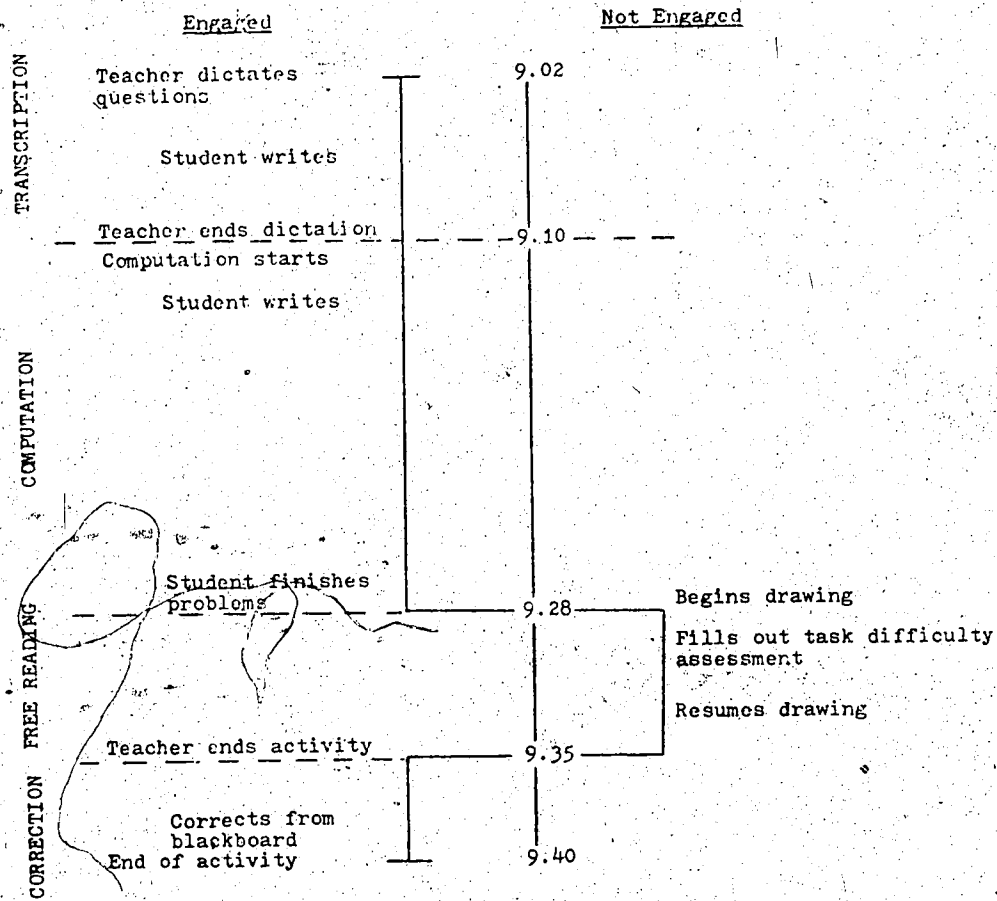 Engaged
Not Engaged
TRANSCRIPTION
Teacher dictates
questions
9.02
Student writes
Teacher ends dictation
9.10
Computation starts
Student writes
COMPUTATION
Student finishes
problems
9.28
Begins drawing
FREE READING
Fills out task difficulty
assessment
Resumes drawing
Teacher ends activity
9.35
CORRECTION
Corrects from
blackboard
End of activity
9.40